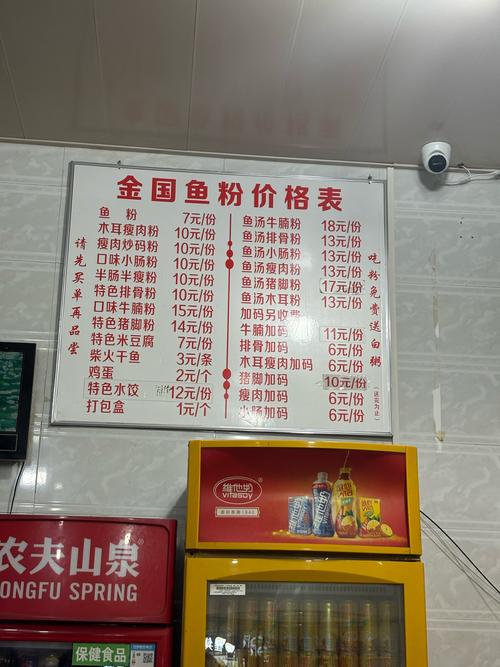 金国鱼粉价格表
请先买单再品尝
鱼 粉 7元/份
木耳瘦肉粉 10元/份
瘦肉炒码粉 10元/份
口味小肠粉 10元/份
半肠半瘦粉 10元/份
特色排骨粉 10元/份
口味牛腩粉 15元/份
特色猪脚粉 14元/份
特色米豆腐 7元/份
柴火干鱼 3元/条
鸡蛋 2元/个
特色水饺 12元/份
打包盒 1元/个
鱼汤牛腩粉 18元/份
鱼汤排骨粉 13元/份
鱼汤小肠粉 13元/份
鱼汤瘦肉粉 13元/份
鱼汤猪脚粉 17元/份
鱼汤木耳粉 13元/份
加码另收费
牛腩加码 11元/份
排骨加码 6元/份
木耳瘦肉加码 6元/份
猪脚加码 10元/份
瘦肉加码 6元/份
小肠加码 6元/份
吃粉免费送白粥
(送完为止)
维他奶
vitasoy
农夫山泉
NONGFU SPRING
保健食品